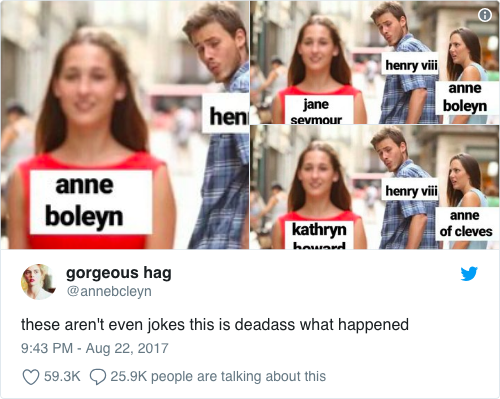 anne
boleyn
hen
jane
seymour
henry viii
anne
boleyn
kathryn
howard
henry viii
anne
of cleves
gorgeous hag
@annebcleyn
these aren't even jokes this is deadass what happened
9:43 PM - Aug 22, 2017
59.3K 25.9K people are talking about this